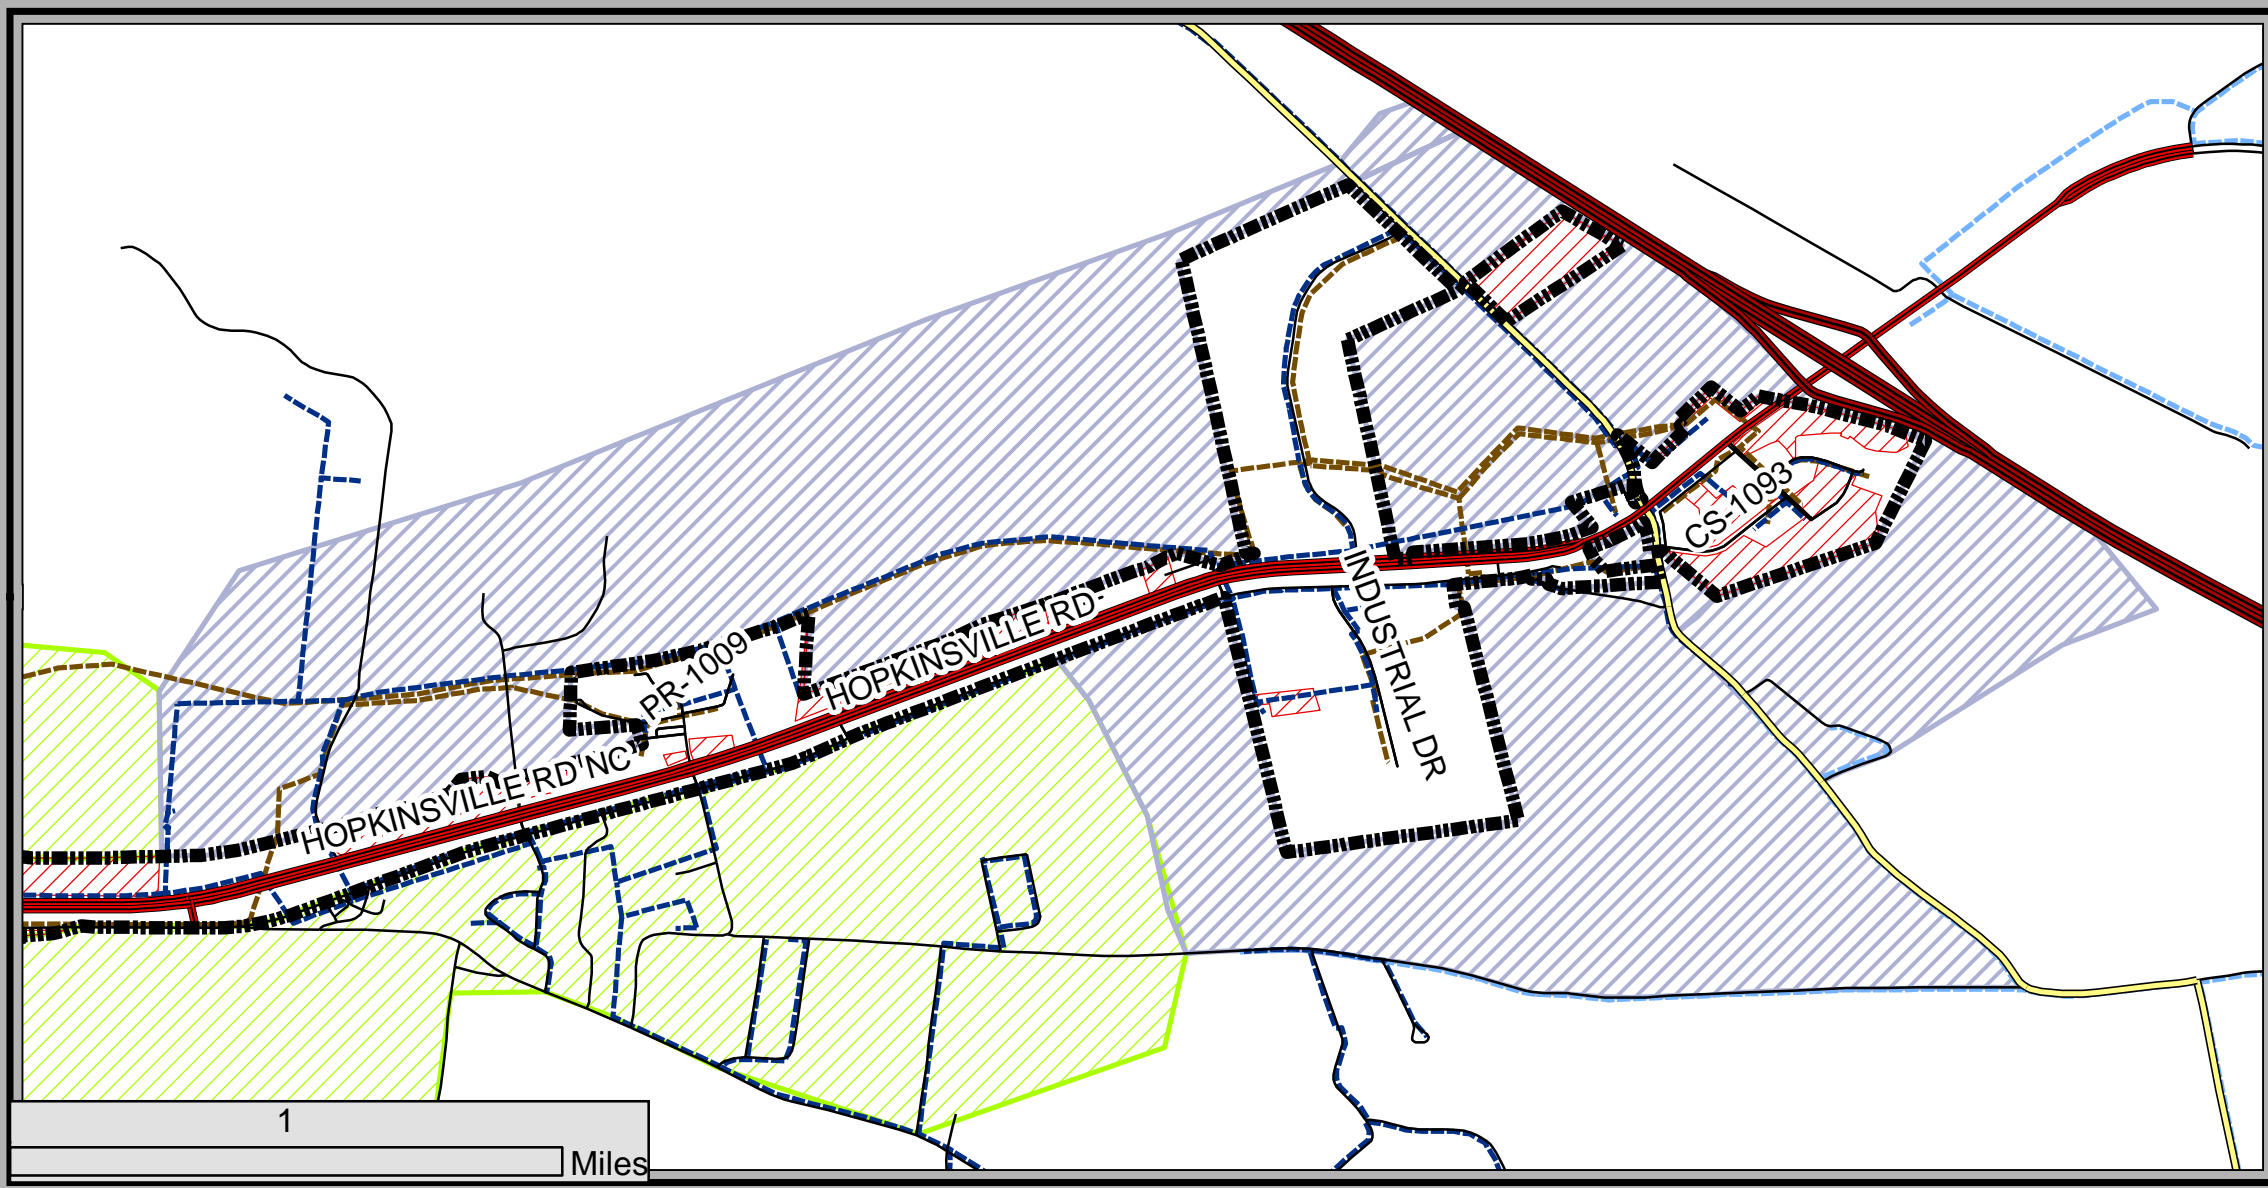 CS-1093
INDUSTRIAL DR
HOPKINSVILLE RD
PR-1009
HOPKINSVILLE RD NC
1
Miles